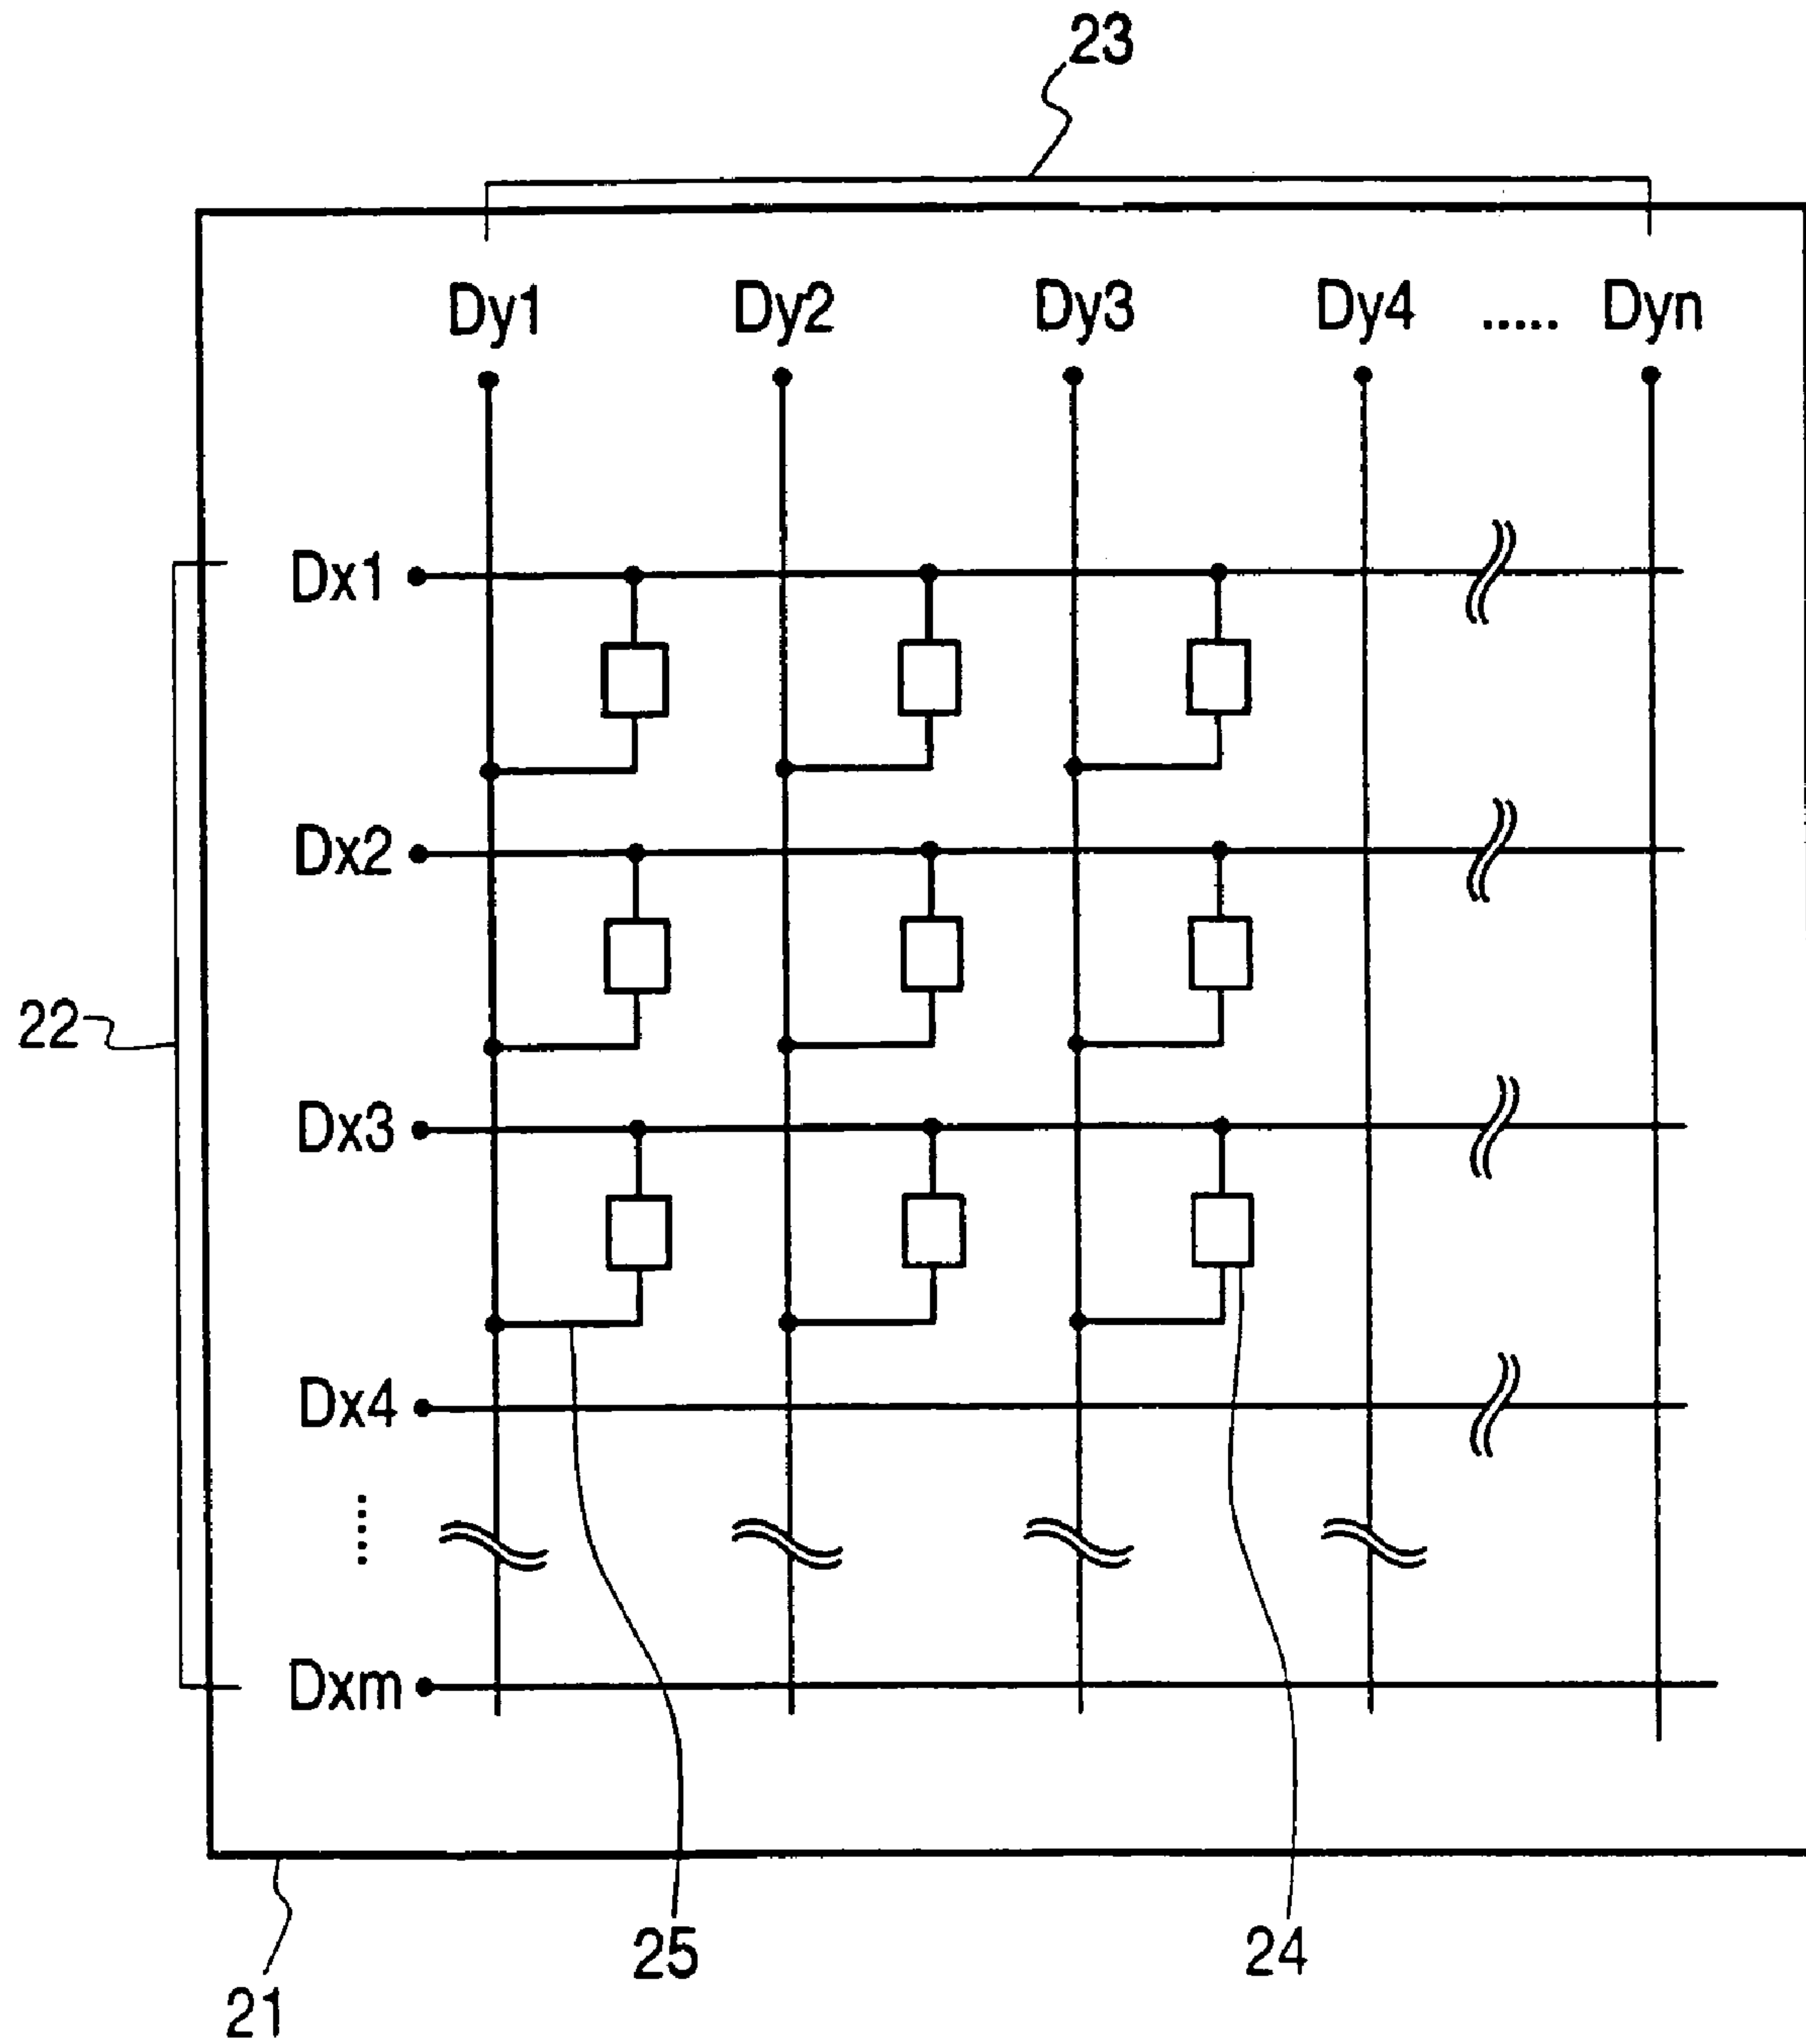 23
Dy1 Dy2 Dy3 Dy4 ..... Dyn
Dx1
Dx2
22
Dx3
Dx4
.....
Dxm
25
24
21